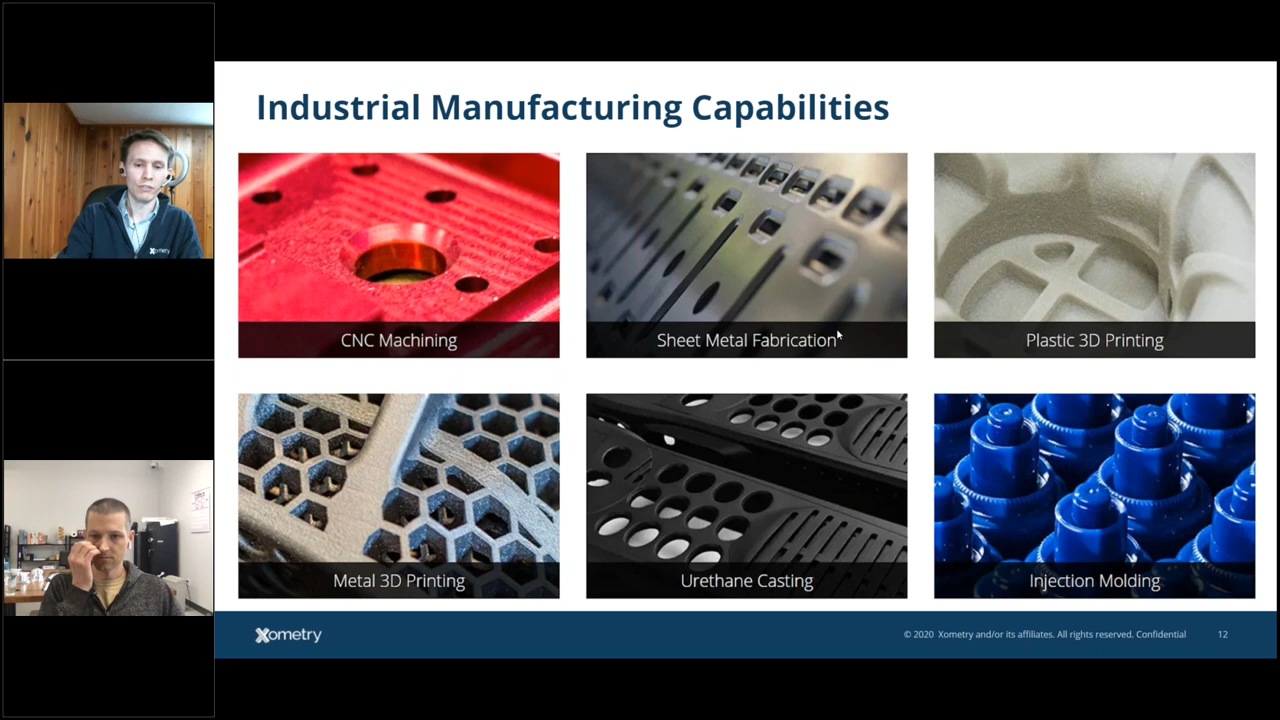 Industrial Manufacturing Capabilities
CNC Machining
Sheet Metal Fabrication
Plastic 3D Printing
Metal 3D Printing
Urethane Casting
Injection Molding
Xometry
Xometry
© 2020 Xometry and/or its affiliates. All rights reserved. Confidential
12